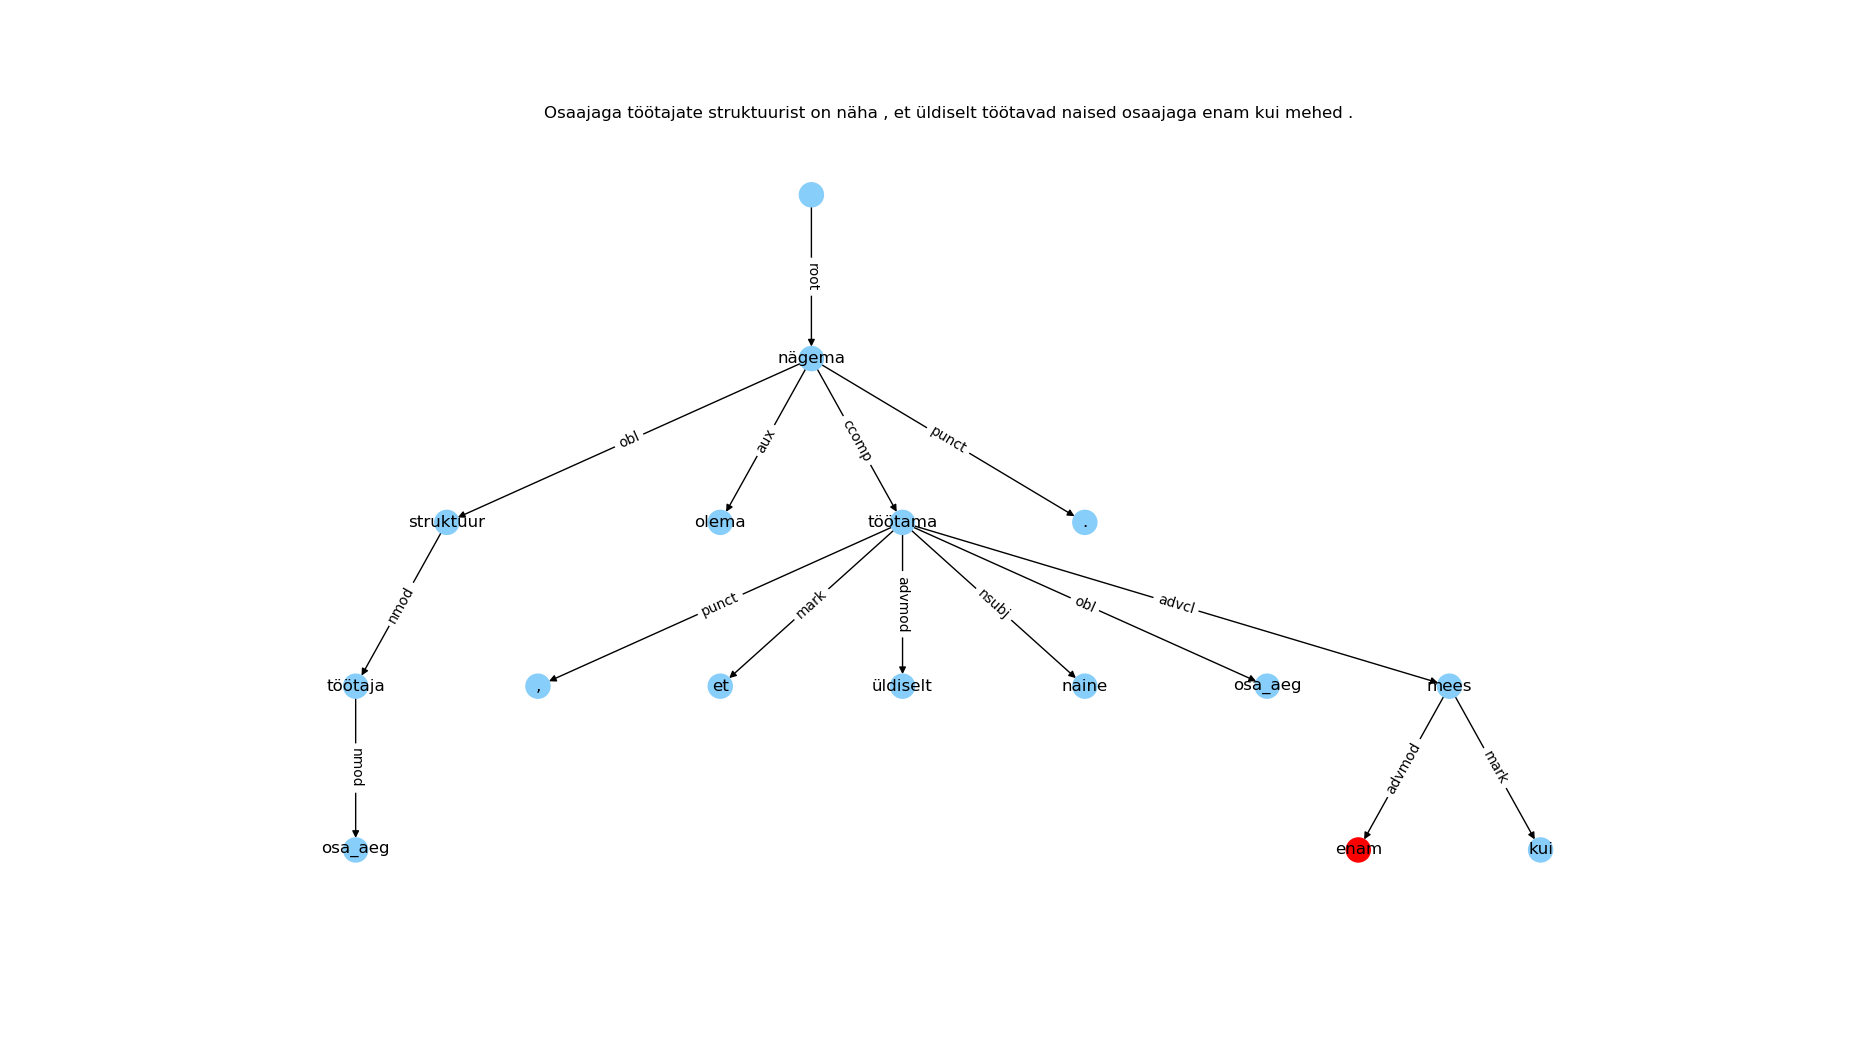 Osaajaga töötajate struktuurist on näha , et üldiselt töötavad naised osaajaga enam kui mehed .
root
nägema
obl
aux
ccomp
punct
struktuur
olema
töötama
.
nmod
punct
mark
advmod
nsubj
obl
advcl
töötaja
,
et
üldiselt
naine
osa_aeg
mees
nmod
advmod
mark
osa_aeg
enam
kui